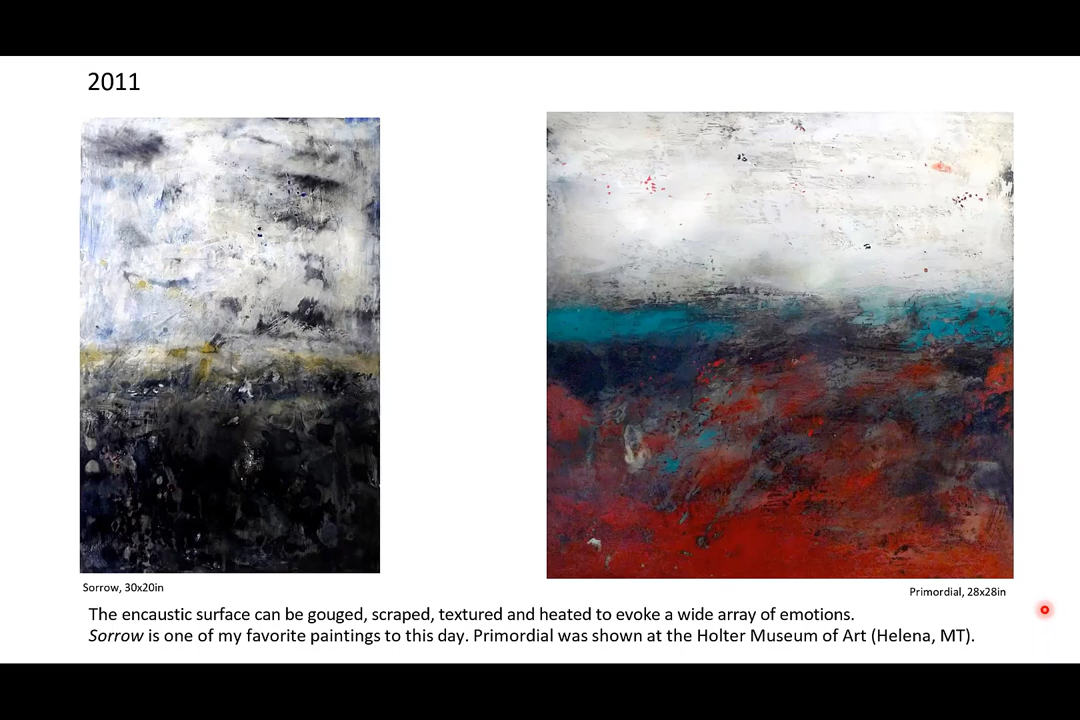 2011
Sorrow, 30x20in
Primordial, 28x28in
The encaustic surface can be gouged, scraped, textured and heated to evoke a wide array of emotions.
Sorrow is one of my favorite paintings to this day. Primordial was shown at the Holter Museum of Art (Helena, MT).